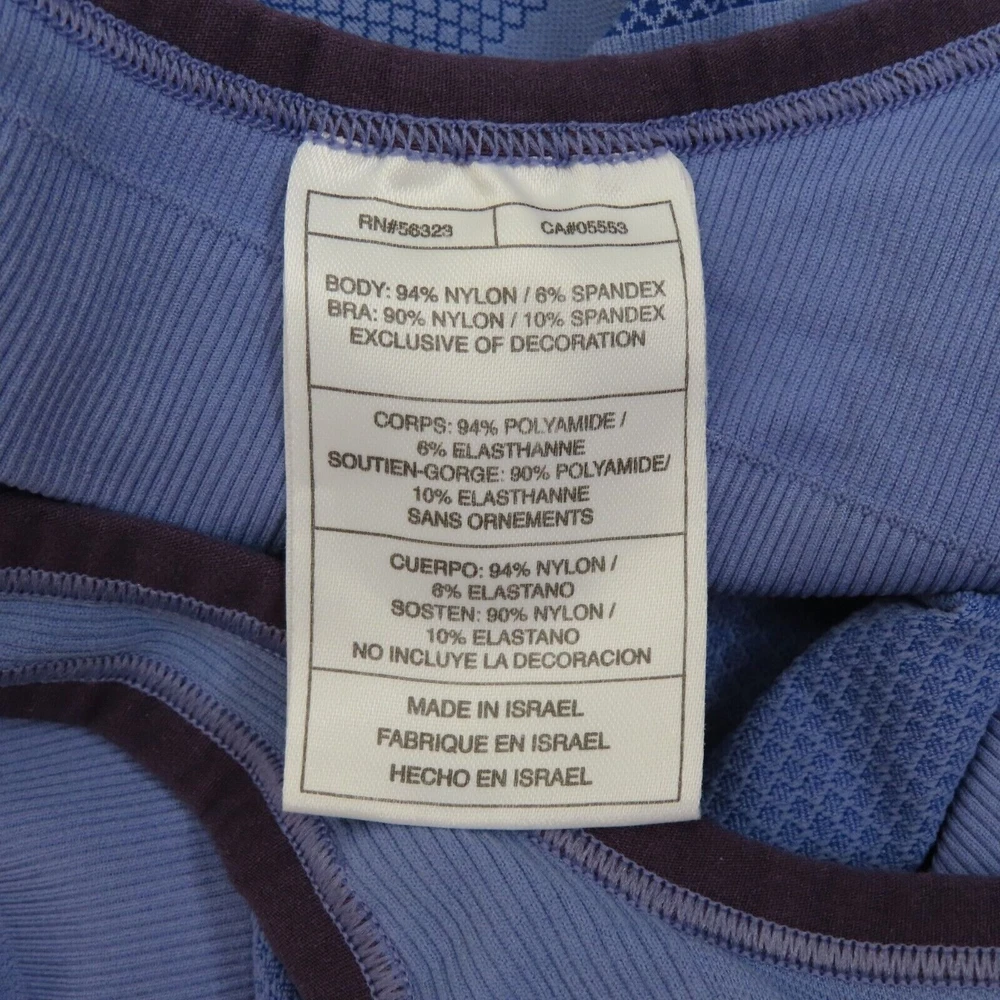 RN#56323
CA#05553
BODY: 94% NYLON / 6% SPANDEX
BRA: 90% NYLON / 10% SPANDEX
EXCLUSIVE OF DECORATION
CORPS: 94% POLYAMIDE /
6% ELASTHANNE
SOUTIEN-GORGE: 90% POLYAMIDE/
10% ELASTHANNE
SANS ORNEMENTS
CUERPO: 94% NYLON /
6% ELASTANO
SOSTEN: 90% NYLON /
10% ELASTANO
NO INCLUYE LA DECORACION
MADE IN ISRAEL
FABRIQUE EN ISRAEL
HECHO EN ISRAEL